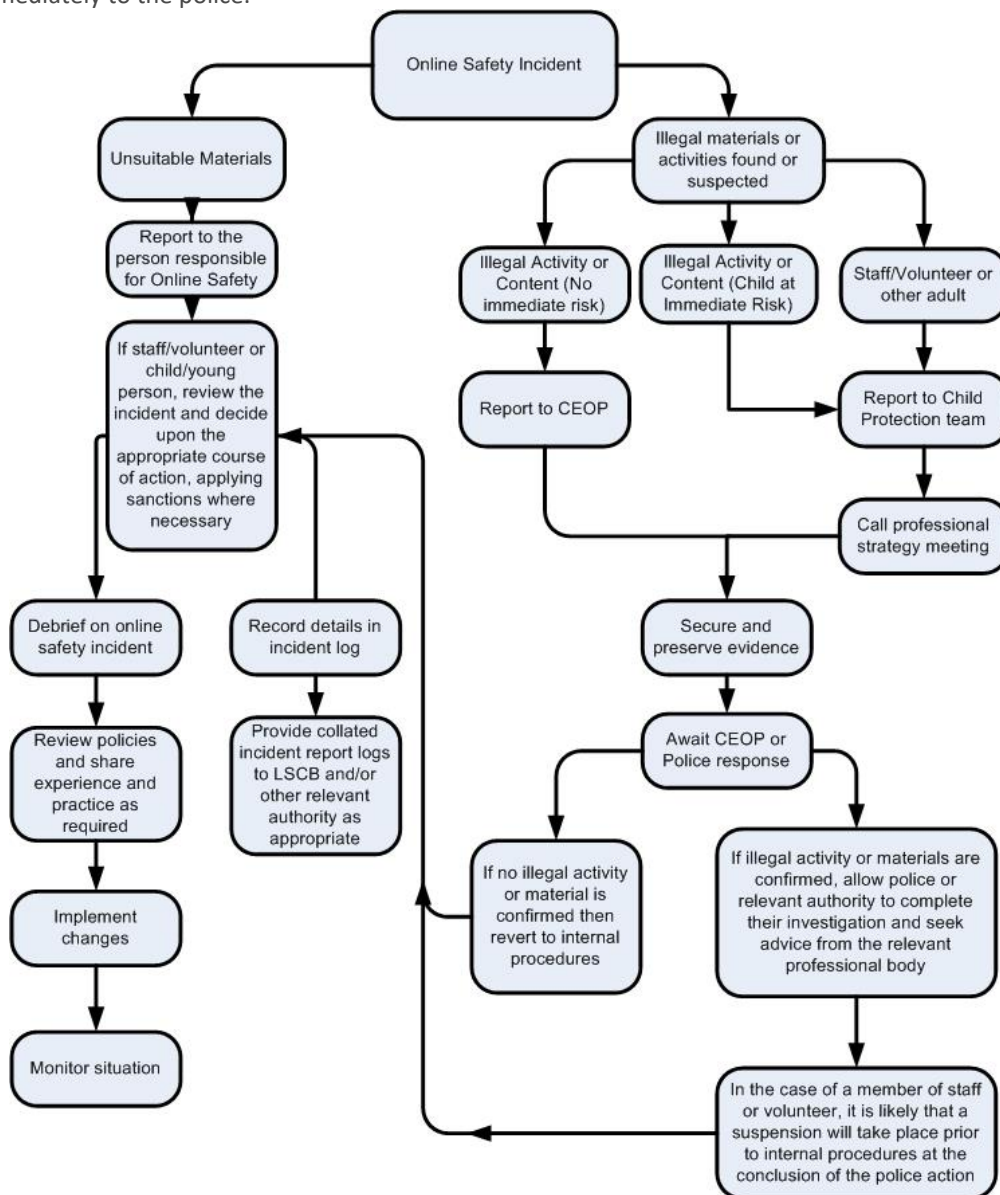 mediately to the police.
Online Safety Incident
Unsuitable Materials
Illegal materials or
activities found or
suspected
Report to the
person responsible
for Online Safety
Illegal Activity or
Content (No
immediate risk)
Illegal Activity or
Content (Child at
Immediate Risk)
Staff/Volunteer or
other adult
If staff/volunteer or
child/young
person, review the
incident and decide
upon the
appropriate course
of action, applying
sanctions where
necessary
Report to CEOP
Report to Child
Protection team
Call professional
strategy meeting
Debrief on online
safety incident
Record details in
incident log
Secure and
preserve evidence
Review policies
and share
experience and
practice as
required
Provide collated
incident report logs
to LSCB and/or
other relevant
authority as
appropriate
Await CEOP or
Police response
If no illegal activity
or material is
confirmed then
revert to internal
procedures
If illegal activity or materials are
confirmed, allow police or
relevant authority to complete
their investigation and seek
advice from the relevant
professional body
Implement
changes
Monitor situation
In the case of a member of staff
or volunteer, it is likely that a
suspension will take place prior
to internal procedures at the
conclusion of the police action